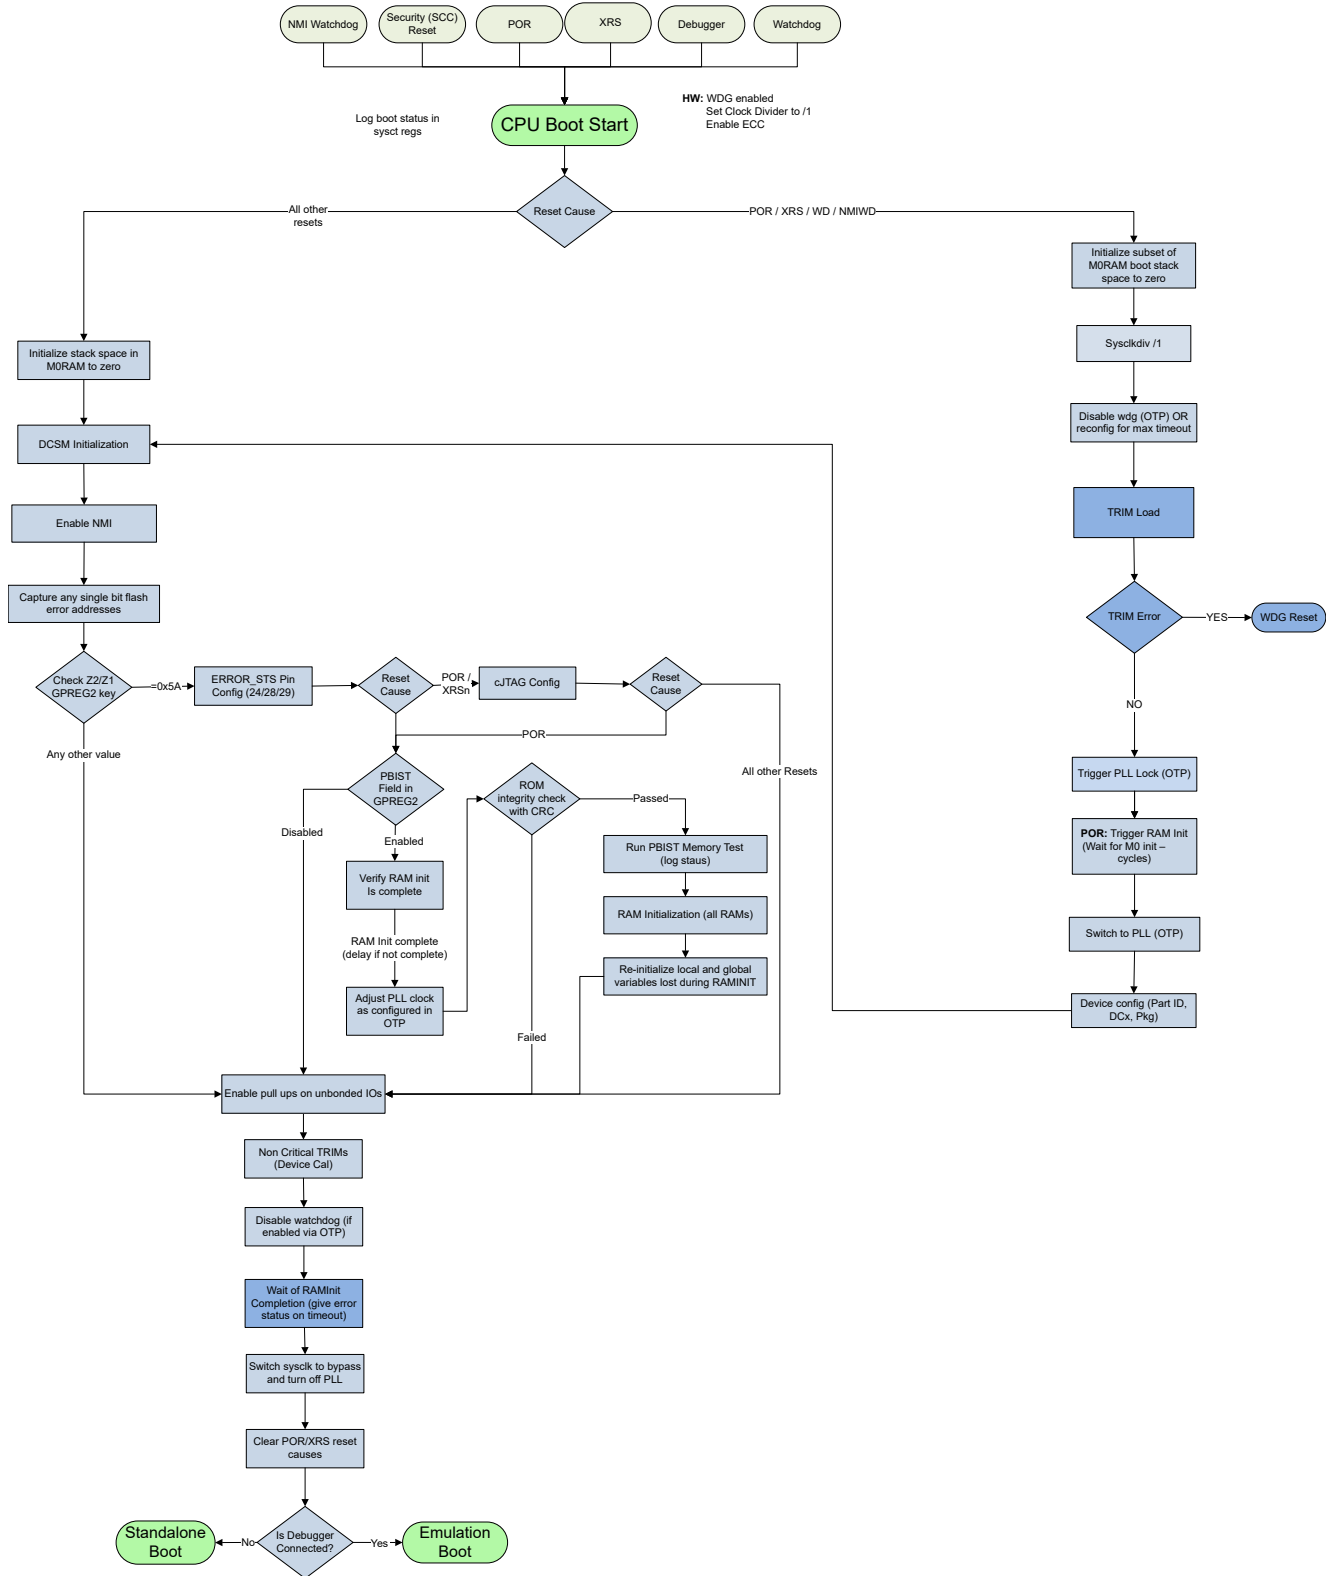 NMI Watchdog
Security (SCC)
Reset
POR
XRS
Debugger
Watchdog
Log boot status in
sysct regs
CPU Boot Start
HW: WDG enabled
Set Clock Divider to /1
Enable ECC
Reset Cause
All other
resets
POR / XRS / WD / NMIWD
Initialize subset of
M0RAM boot stack
space to zero
Sysclkdiv /1
Initialize stack space in
M0RAM to zero
Disable wdg (OTP) OR
reconfig for max timeout
DCSM Initialization
TRIM Load
Enable NMI
Capture any single bit flash
error addresses
TRIM Error
YES
WDG Reset
NO
Check Z2/Z1
GPREG2 key
=0x5A
ERROR_STS Pin
Config (24/28/29)
Reset
Cause
POR /
XRSn
cJTAG Config
Reset
Cause
POR
Any other value
All other Resets
PBIST
Field in
GPREG2
Disabled
Enabled
ROM
integrity check
with CRC
Passed
Failed
Run PBIST Memory Test
(log staus)
Verify RAM init
Is complete
RAM Initialization (all RAMs)
RAM Init complete
(delay if not complete)
Re-initialize local and global
variables lost during RAMINIT
Adjust PLL clock
as configured in
OTP
Trigger PLL Lock (OTP)
POR: Trigger RAM Init
(Wait for M0 init –
cycles)
Switch to PLL (OTP)
Device config (Part ID,
DCx, Pkg)
Enable pull ups on unbonded IOs
Non Critical TRIMs
(Device Cal)
Disable watchdog (if
enabled via OTP)
Wait of RAMInit
Completion (give error
status on timeout)
Switch sysclk to bypass
and turn off PLL
Clear POR/XRS reset
causes
Is Debugger
Connected?
No
Yes
Standalone
Boot
Emulation
Boot